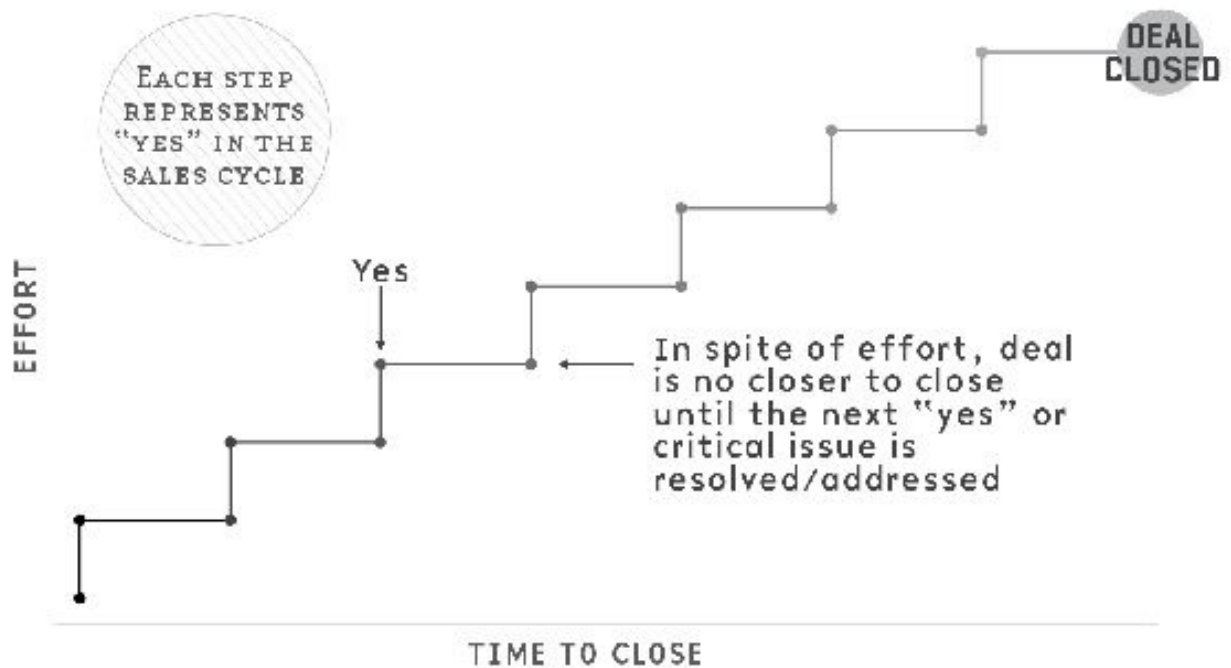 DEAL
CLOSED
EACH STEP
REPRESENTS
“YES” IN THE
SALES CYCLE
Yes
EFFORT
In spite of effort, deal
is no closer to close
until the next “yes” or
critical issue is
resolved/addressed
TIME TO CLOSE